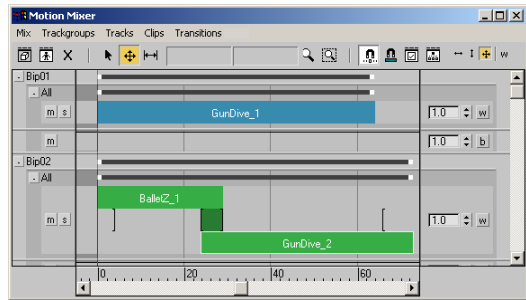 Motion Mixer
Mix Trackgroups Tracks Clips Transitions
X w
Bip01
All
m s GunDive_1 1.0 w
m 1.0 b
Bip02
All
BalletZ_1
m s 1.0 w
GunDive_2
0 20 40 60